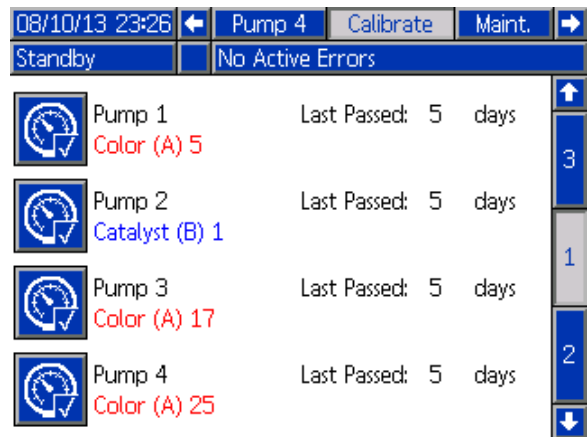 08/10/13 23:26 Pump 4 Calibrate Maint.
Standby No Active Errors
Pump 1 Last Passed: 5 days
Color (A) 5
3
Pump 2 Last Passed: 5 days
Catalyst (B) 1
1
Pump 3 Last Passed: 5 days
Color (A) 17
2
Pump 4 Last Passed: 5 days
Color (A) 25